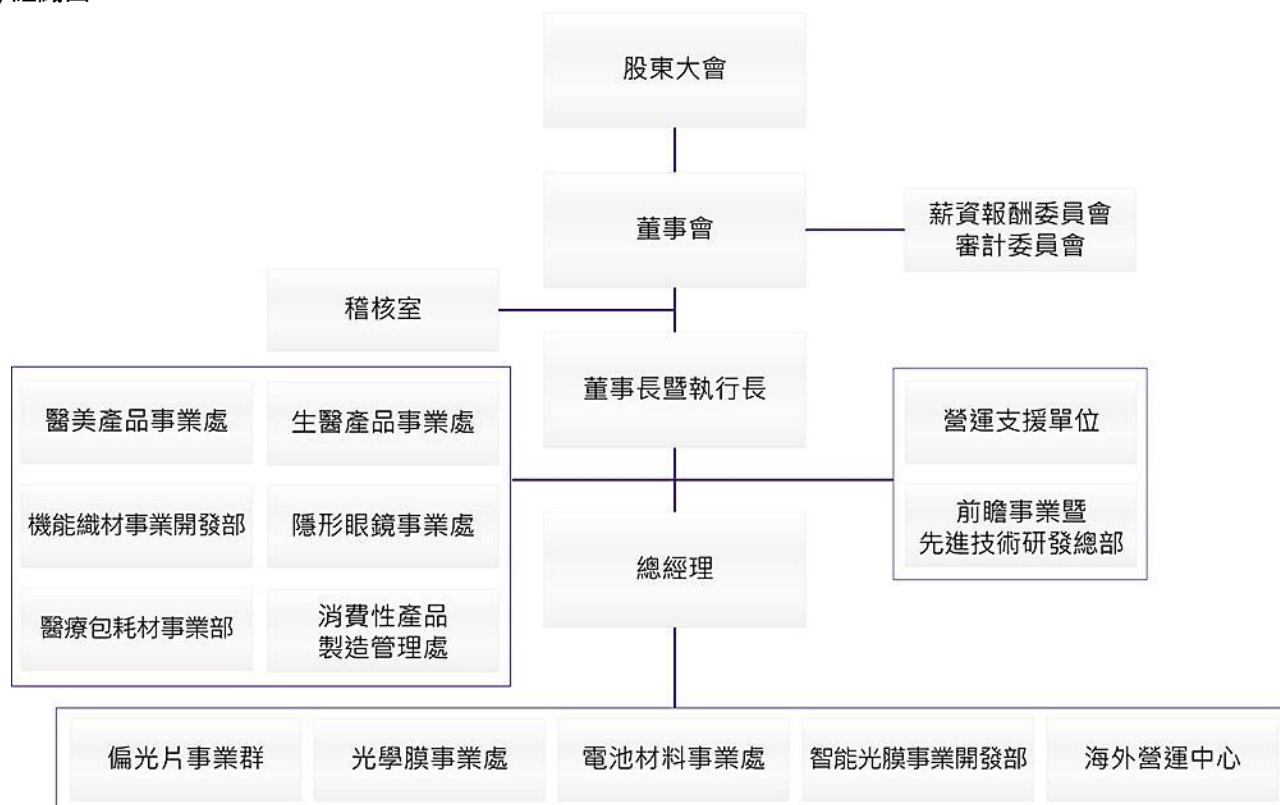 股東大會
董事會
薪資報酬委員會
審計委員會
稽核室
董事長暨執行長
醫美產品事業處
生醫產品事業處
機能織材事業開發部
隱形眼鏡事業處
醫療包耗材事業部
消費性產品
製造管理處
營運支援單位
前瞻事業暨
先進技術研發總部
總經理
偏光片事業群
光學膜事業處
電池材料事業處
智能光膜事業開發部
海外營運中心